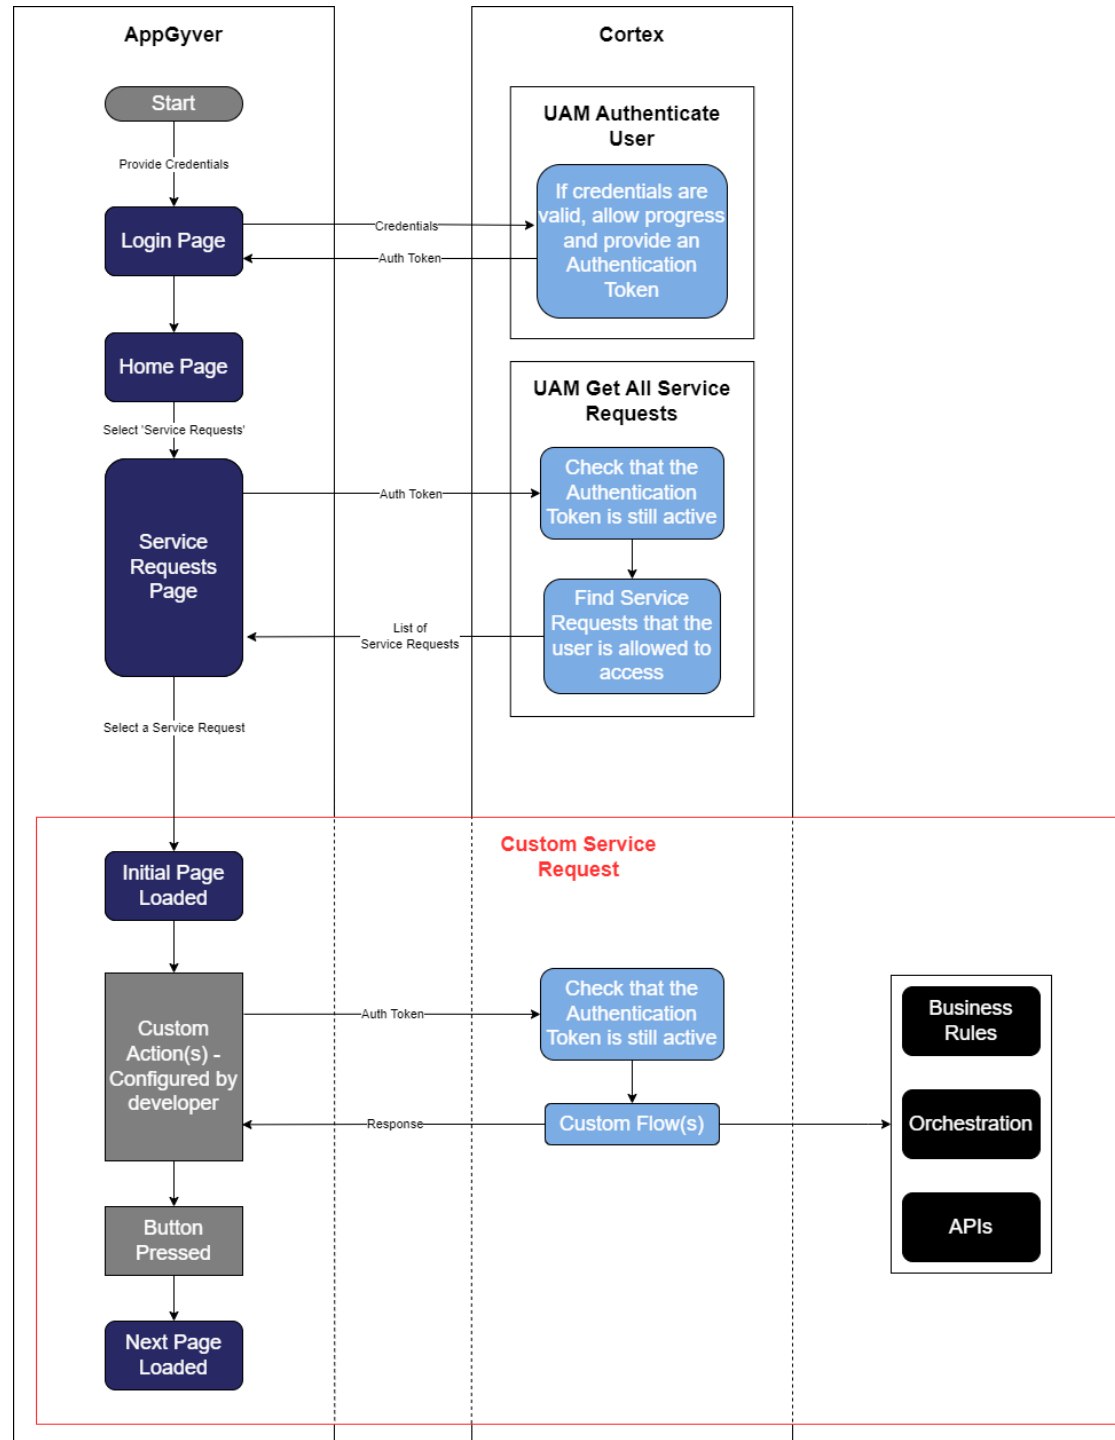 AppGyver
Cortex
Start
UAM Authenticate
User
Provide Credentials
If credentials are
valid, allow progress
and provide an
Authentication
Token
Login Page
Credentials
Auth Token
Home Page
UAM Get All Service
Requests
Select 'Service Requests'
Check that the
Authentication
Token is still active
Auth Token
Service
Requests
Page
Find Service
Requests that the
user is allowed to
access
List of
Service Requests
Select a Service Request
Custom Service
Request
Initial Page
Loaded
Custom
Action(s) -
Configured by
developer
Auth Token
Check that the
Authentication
Token is still active
Business
Rules
Response
Custom Flow(s)
Orchestration
APIs
Button
Pressed
Next Page
Loaded